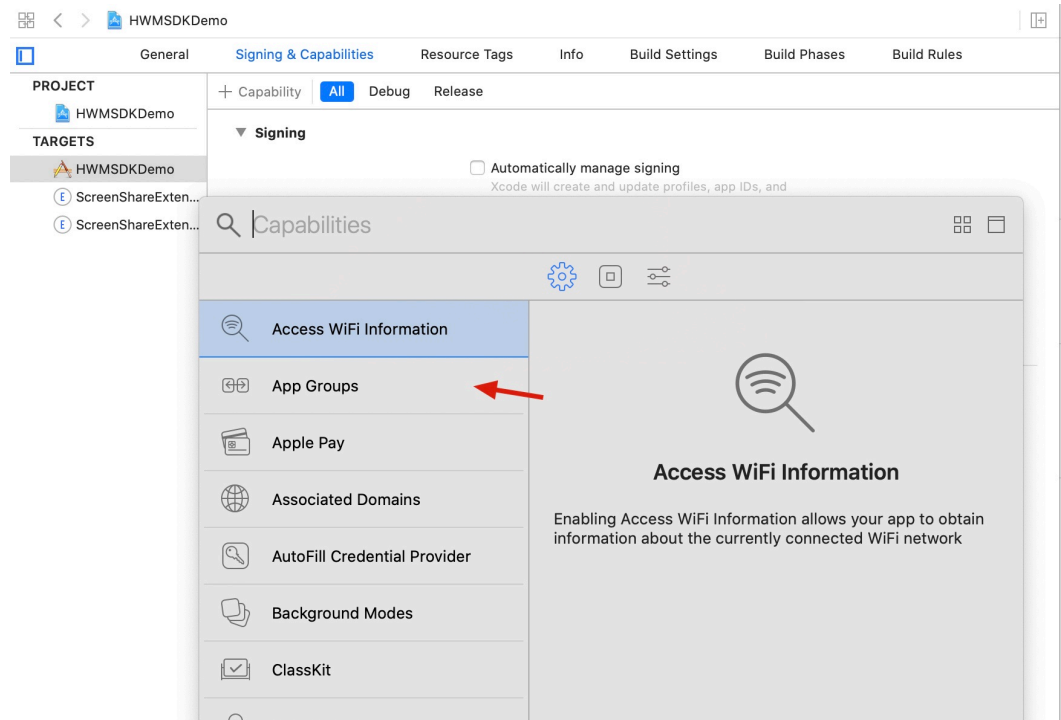 HWMSDKDemo
General Signing & Capabilities Resource Tags Info Build Settings Build Phases Build Rules
PROJECT
HWMSDKDemo
TARGETS
HWMSDKDemo
E ScreenShareExten...
E ScreenShareExten...
+ Capability All Debug Release
Signing
Automatically manage signing
Xcode will create and update profiles, app IDs, and
Capabilities
Access WiFi Information
App Groups
Apple Pay
Associated Domains
AutoFill Credential Provider
Background Modes
ClassKit
Access WiFi Information
Enabling Access WiFi Information allows your app to obtain
information about the currently connected WiFi network